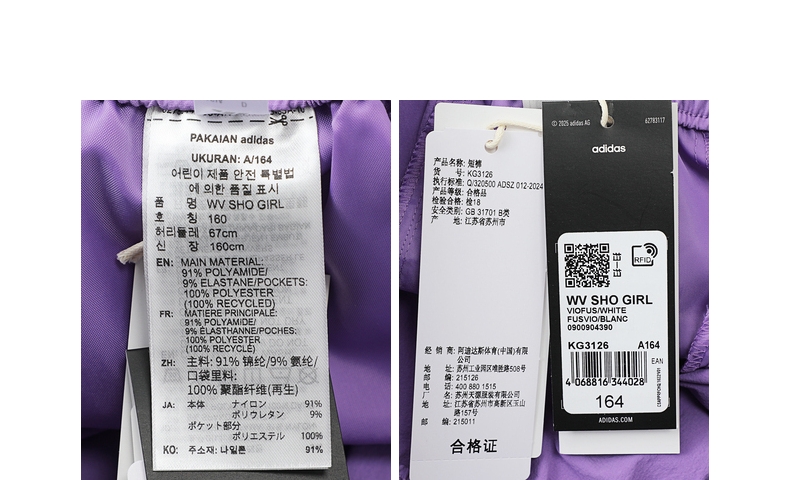 PAKAIAN adidas
UKURAN: A/164
어린이 제품 안전 특별법
에 의한 품질 표시
품 명 WV SHO GIRL
호 칭 160
허리둘레 67cm
신 장 160cm
EN: MAIN MATERIAL:
91% POLYAMIDE/
9% ELASTANE/POCKETS:
100% POLYESTER
(100% RECYCLED)
FR: MATIERE PRINCIPALE:
91% POLYAMIDE/
9% ÉLASTHANNE/POCHES:
100% POLYESTER
(100% RECYCLÉ)
ZH: 主料: 91% 锦纶/9% 氨纶/
口袋里料:
100% 聚酯纤维(再生)
JA: 本体 ナイロン 91%
ポリウレタン 9%
ポケット部分
ポリエステル 100%
KO: 주소재: 나일론 91%
产品名称: 短裤
货 号: KG3126
执行标准: Q/320500 ADSZ 012-2024
产品等级: 合格品
检验合格: 检18
安全类别: GB 31701 B类
产 地: 江苏省苏州市
经 销 商: 阿迪达斯体育(中国)有限
公司
地 址: 苏州工业园区唯胜路508号
邮 编: 215126
电 话: 400 880 1515
厂 名: 苏州天源服装有限公司
地 址: 江苏省苏州市高新区玉山
路157号
邮 编: 215011
合格证
© 2025 adidas AG
62783117
adidas
RFID
WV SHO GIRL
VIOFUS/WHITE
FUSVIO/BLANC
0900904390
KG3126 A164
EAN
4 068816 344028
164
ADIDAS.COM